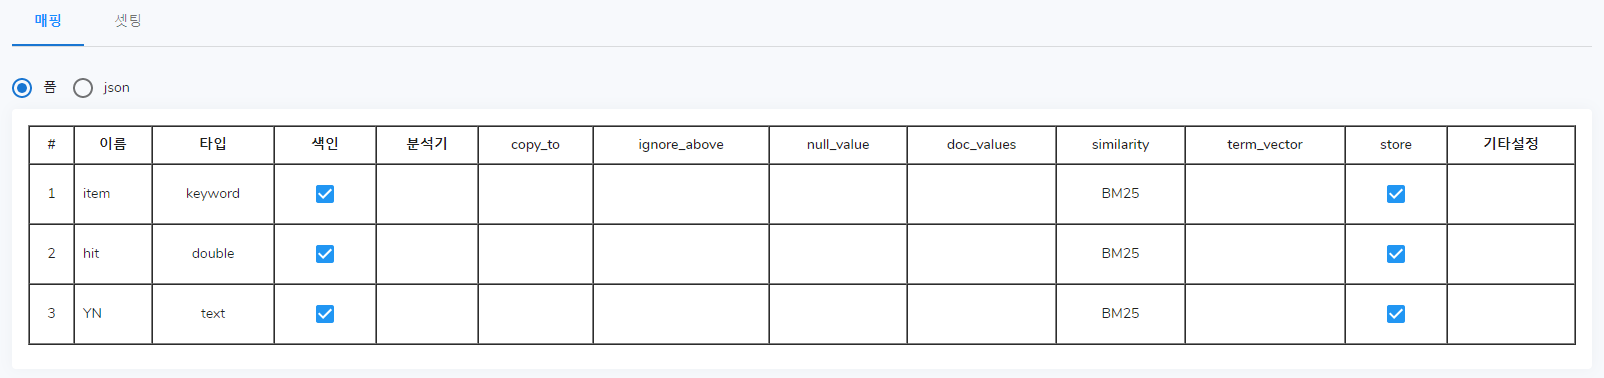 매핑 셋팅
폼 json
# 이름 타입 색인 분석기 copy_to ignore_above null_value doc_values similarity term_vector store 기타설정
1 item keyword BM25
2 hit double BM25
3 YN text BM25